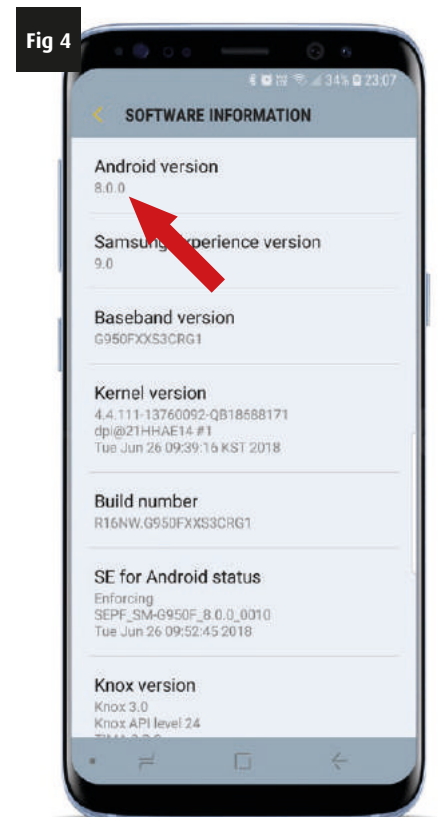 Fig 4
34% 23:07
SOFTWARE INFORMATION
Android version
8.0.0
Samsung Experience version
9.0
Baseband version
G950FXXS3CRG1
Kernel version
4.4.111-13760092-QB18688171
dpi@21HHAE14 #1
Tue Jun 26 09:39:16 KST 2018
Build number
R16NW.G950FXXS3CRG1
SE for Android status
Enforcing
SEPF_SM-G950F_8.0.0_0010
Tue Jun 26 09:52:45 2018
Knox version
Knox 3.0
Knox API level 24